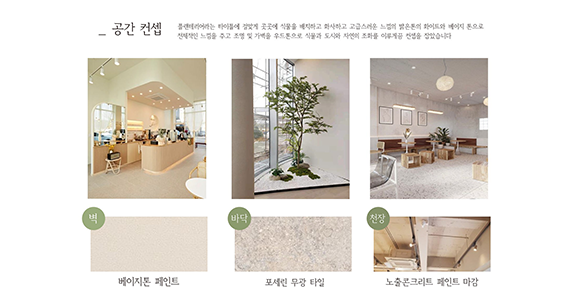 _ 공간 컨셉
플랜테리어라는 타이틀에 걸맞게 곳곳에 식물을 배치하고 화사하고 고급스러운 느낌의 밝은톤의 화이트와 베이지 톤으로
전체적인 느낌을 주고 조명 및 가벽을 우드톤으로 식물과 도시와 자연의 조화를 이루게끔 컨셉을 잡았습니다
벽
바닥
천장
베이지톤 페인트
포세린 무광 타일
노출콘크리트 페인트 마감